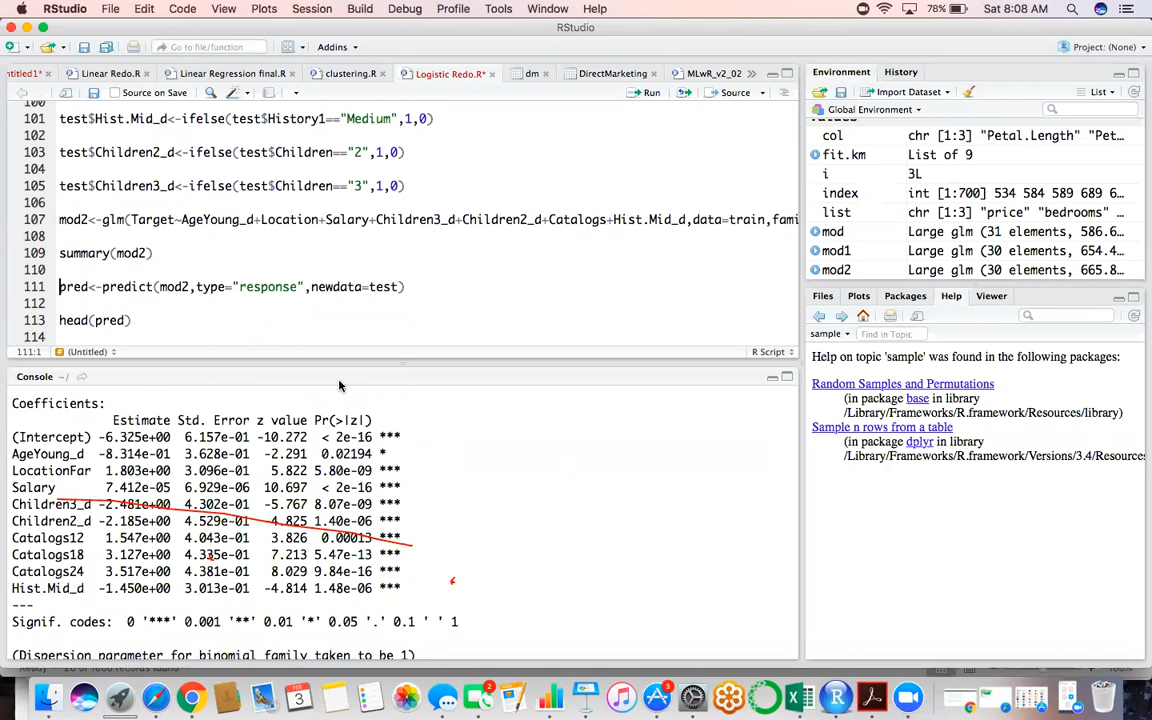 RStudio File Edit Code View Plots Session Build Debug Profile Tools Window Help 78% Sat 8:08 AM
RStudio
Go to file/function Addins Project: (None)
ntitled1* Linear Redo.R Linear Regression final.R clustering.R Logistic Redo.R* dm DirectMarketing MLwR_v2_02
Source on Save Run Source
100
101 test$Hist.Mid_d<-ifelse(test$History1=="Medium",1,0)
102
103 test$Children2_d<-ifelse(test$Children=="2",1,0)
104
105 test$Children3_d<-ifelse(test$Children=="3",1,0)
106
107 mod2<-glm(Target~AgeYoung_d+Location+Salary+Children3_d+Children2_d+Catalogs+Hist.Mid_d,data=train,fami
108
109 summary(mod2)
110
111 pred<-predict(mod2,type="response",newdata=test)
112
113 head(pred)
114
111:1 (Untitled) R Script
Console ~/
Coefficients:
Estimate Std. Error z value Pr(>|z|)
(Intercept) -6.325e+00 6.157e-01 -10.272 < 2e-16 ***
AgeYoung_d -8.314e-01 3.628e-01 -2.291 0.02194 *
LocationFar 1.803e+00 3.096e-01 5.822 5.80e-09 ***
Salary 7.412e-05 6.929e-06 10.697 < 2e-16 ***
Children3_d -2.481e+00 4.302e-01 -5.767 8.07e-09 ***
Children2_d -2.185e+00 4.529e-01 -4.825 1.40e-06 ***
Catalogs12 1.547e+00 4.043e-01 3.826 0.00013 ***
Catalogs18 3.127e+00 4.335e-01 7.213 5.47e-13 ***
Catalogs24 3.517e+00 4.381e-01 8.029 9.84e-16 ***
Hist.Mid_d -1.450e+00 3.013e-01 -4.814 1.48e-06 ***
---
Signif. codes: 0 '***' 0.001 '**' 0.01 '*' 0.05 '.' 0.1 ' ' 1
(Dispersion parameter for binomial family taken to be 1)
Environment History
Import Dataset List
Global Environment
col chr [1:3] "Petal.Length" "Pet…
fit.km List of 9
i 3L
index int [1:700] 534 584 589 689 6…
list chr [1:3] "price" "bedrooms" …
mod Large glm (31 elements, 586.6…
mod1 Large glm (30 elements, 654.4…
mod2 Large glm (30 elements, 665.8…
Files Plots Packages Help Viewer
sample Find in Topic
Help on topic 'sample' was found in the following packages:
Random Samples and Permutations
(in package base in library
/Library/Frameworks/R.framework/Resources/library)
Sample n rows from a table
(in package dplyr in library
/Library/Frameworks/R.framework/Versions/3.4/Resources